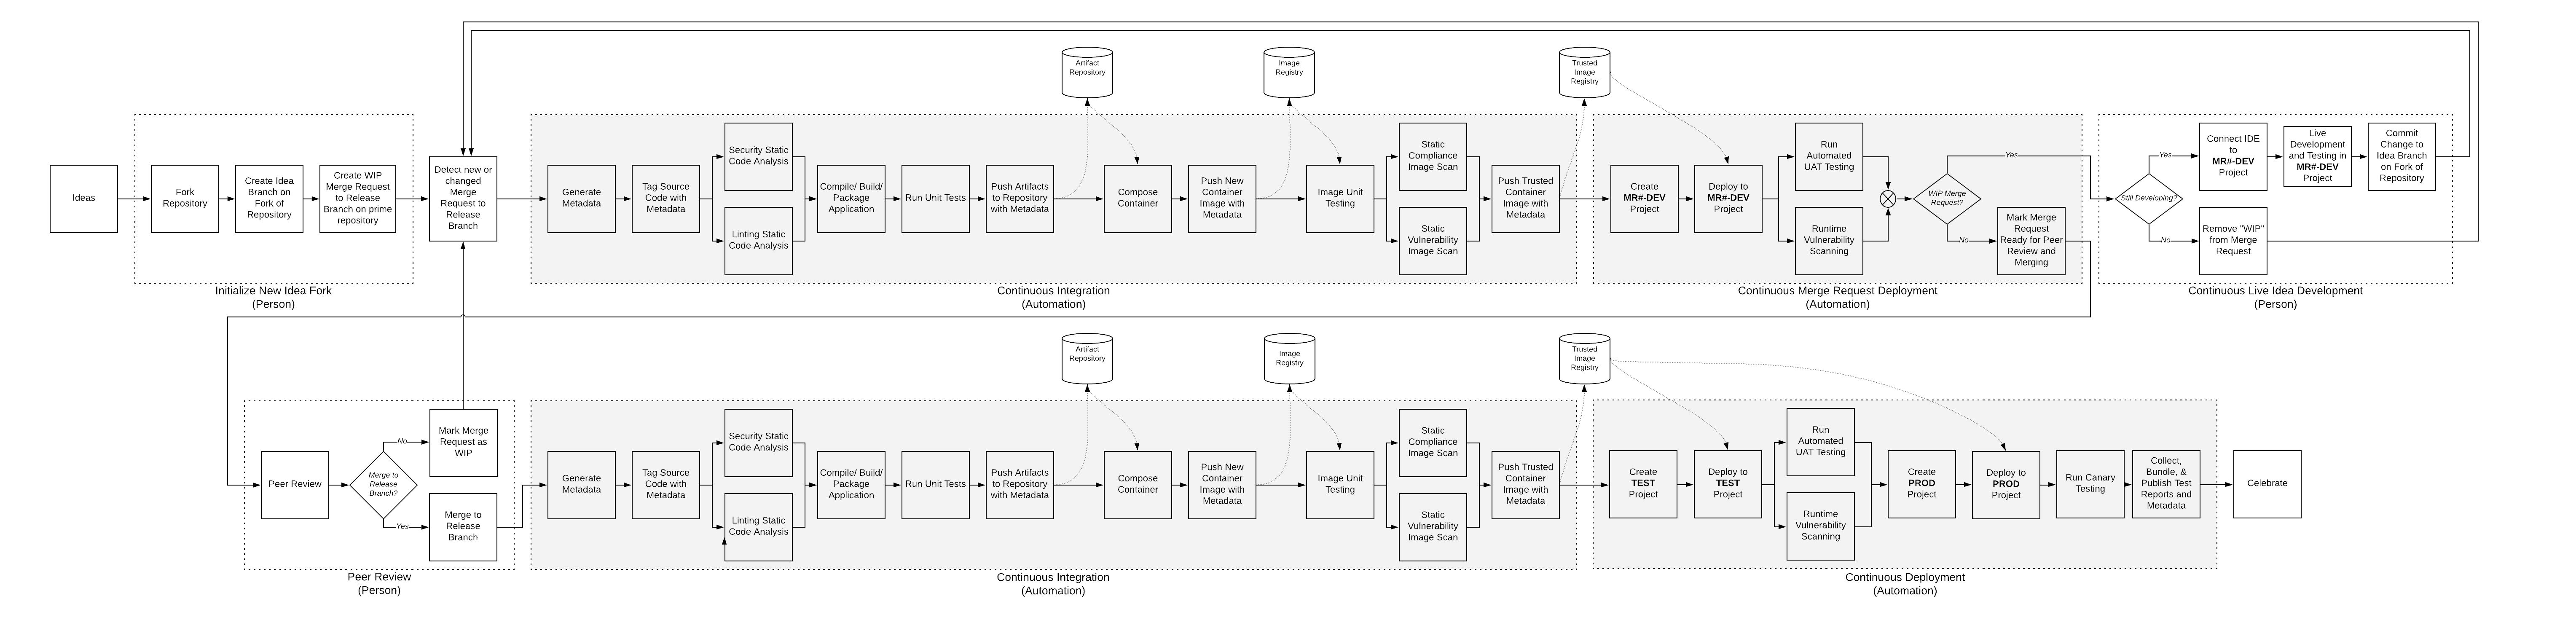 Artifact
Repository
Image
Registry
Trusted
Image
Registry
Ideas
Fork
Repository
Create Idea
Branch on
Fork of
Repository
Create WIP
Merge Request
to Release
Branch on prime
repository
Initialize New Idea Fork
(Person)
Detect new or
changed
Merge
Request to
Release
Branch
Generate
Metadata
Tag Source
Code with
Metadata
Security Static
Code Analysis
Linting Static
Code Analysis
Compile/ Build/
Package
Application
Run Unit Tests
Push Artifacts
to Repository
with Metadata
Compose
Container
Push New
Container
Image with
Metadata
Image Unit
Testing
Static
Compliance
Image Scan
Static
Vulnerability
Image Scan
Push Trusted
Container
Image with
Metadata
Continuous Integration
(Automation)
Create
MR#-DEV
Project
Deploy to
MR#-DEV
Project
Run
Automated
UAT Testing
Runtime
Vulnerability
Scanning
WIP Merge
Request?
Yes
No
Mark Merge
Request
Ready for Peer
Review and
Merging
Continuous Merge Request Deployment
(Automation)
Still Developing?
Yes
No
Connect IDE
to
MR#-DEV
Project
Live
Development
and Testing in
MR#-DEV
Project
Commit
Change to
Idea Branch
on Fork of
Repository
Remove "WIP"
from Merge
Request
Continuous Live Idea Development
(Person)
Artifact
Repository
Image
Registry
Trusted
Image
Registry
Peer Review
Merge to
Release
Branch?
No
Yes
Mark Merge
Request as
WIP
Merge to
Release
Branch
Peer Review
(Person)
Generate
Metadata
Tag Source
Code with
Metadata
Security Static
Code Analysis
Linting Static
Code Analysis
Compile/ Build/
Package
Application
Run Unit Tests
Push Artifacts
to Repository
with Metadata
Compose
Container
Push New
Container
Image with
Metadata
Image Unit
Testing
Static
Compliance
Image Scan
Static
Vulnerability
Image Scan
Push Trusted
Container
Image with
Metadata
Continuous Integration
(Automation)
Create
TEST
Project
Deploy to
TEST
Project
Run
Automated
UAT Testing
Runtime
Vulnerability
Scanning
Create
PROD
Project
Deploy to
PROD
Project
Run Canary
Testing
Collect,
Bundle, &
Publish Test
Reports and
Metadata
Continuous Deployment
(Automation)
Celebrate